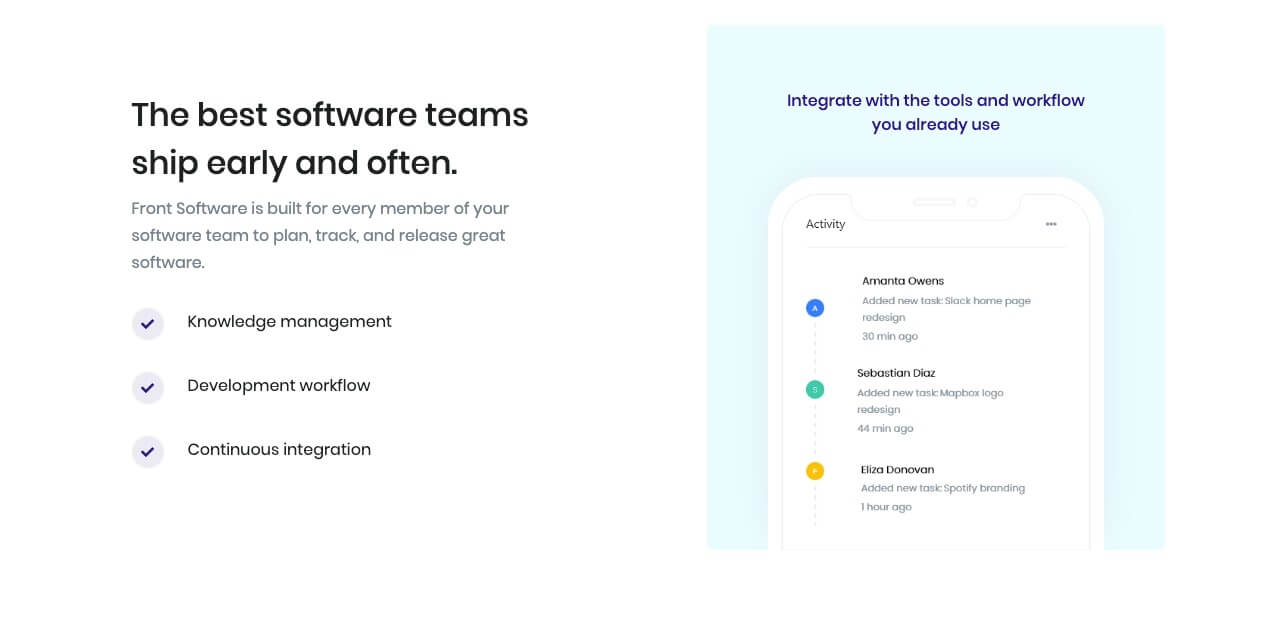 The best software teams
ship early and often.
Front Software is built for every member of your
software team to plan, track, and release great
software.
Knowledge management
Development workflow
Continuous integration
Integrate with the tools and workflow
you already use
Activity
Amanta Owens
A
Added new task: Slack home page
redesign
30 min ago
Sebastian Diaz
S
Added new task: Mapbox logo
redesign
44 min ago
Eliza Donovan
Added new task: Spotify branding
1 hour ago